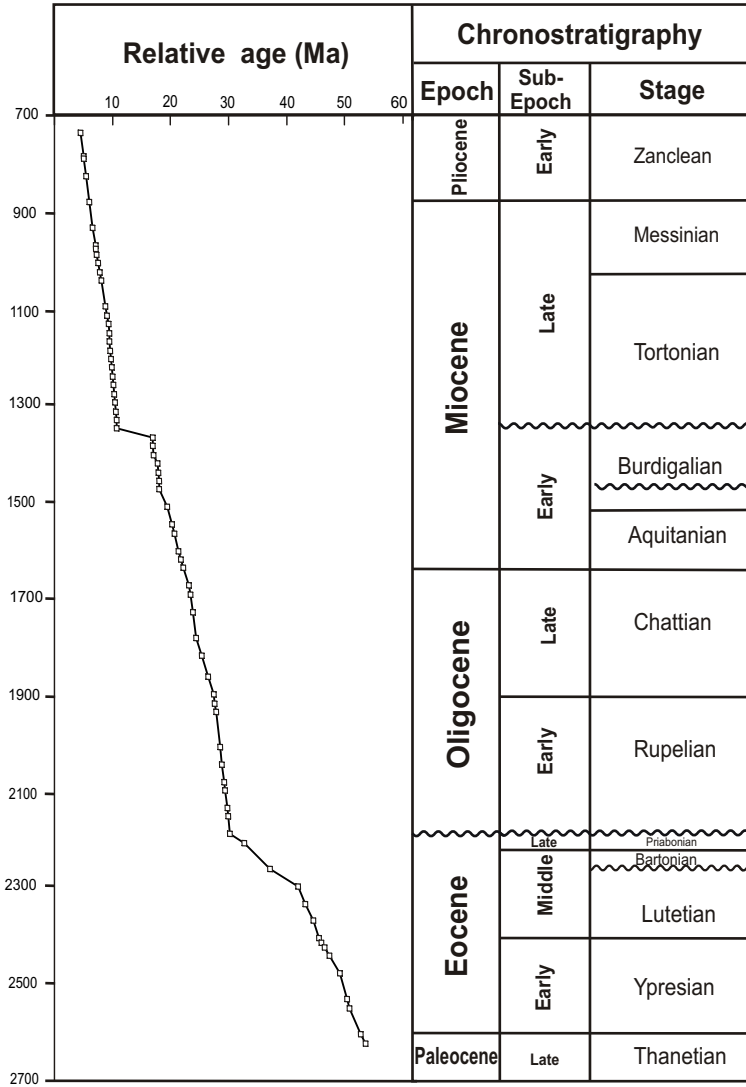 Relative age (Ma)
Chronostratigraphy
Epoch
Sub-
Epoch
Stage
10 20 30 40 50 60
700
900
1100
1300
1500
1700
1900
2100
2300
2500
2700
Pliocene
Early
Zanclean
Miocene
Late
Messinian
Tortonian
Early
Burdigalian
Aquitanian
Oligocene
Late
Chattian
Early
Rupelian
Eocene
Late
Priabonian
Middle
Bartonian
Lutetian
Early
Ypresian
Paleocene
Late
Thanetian